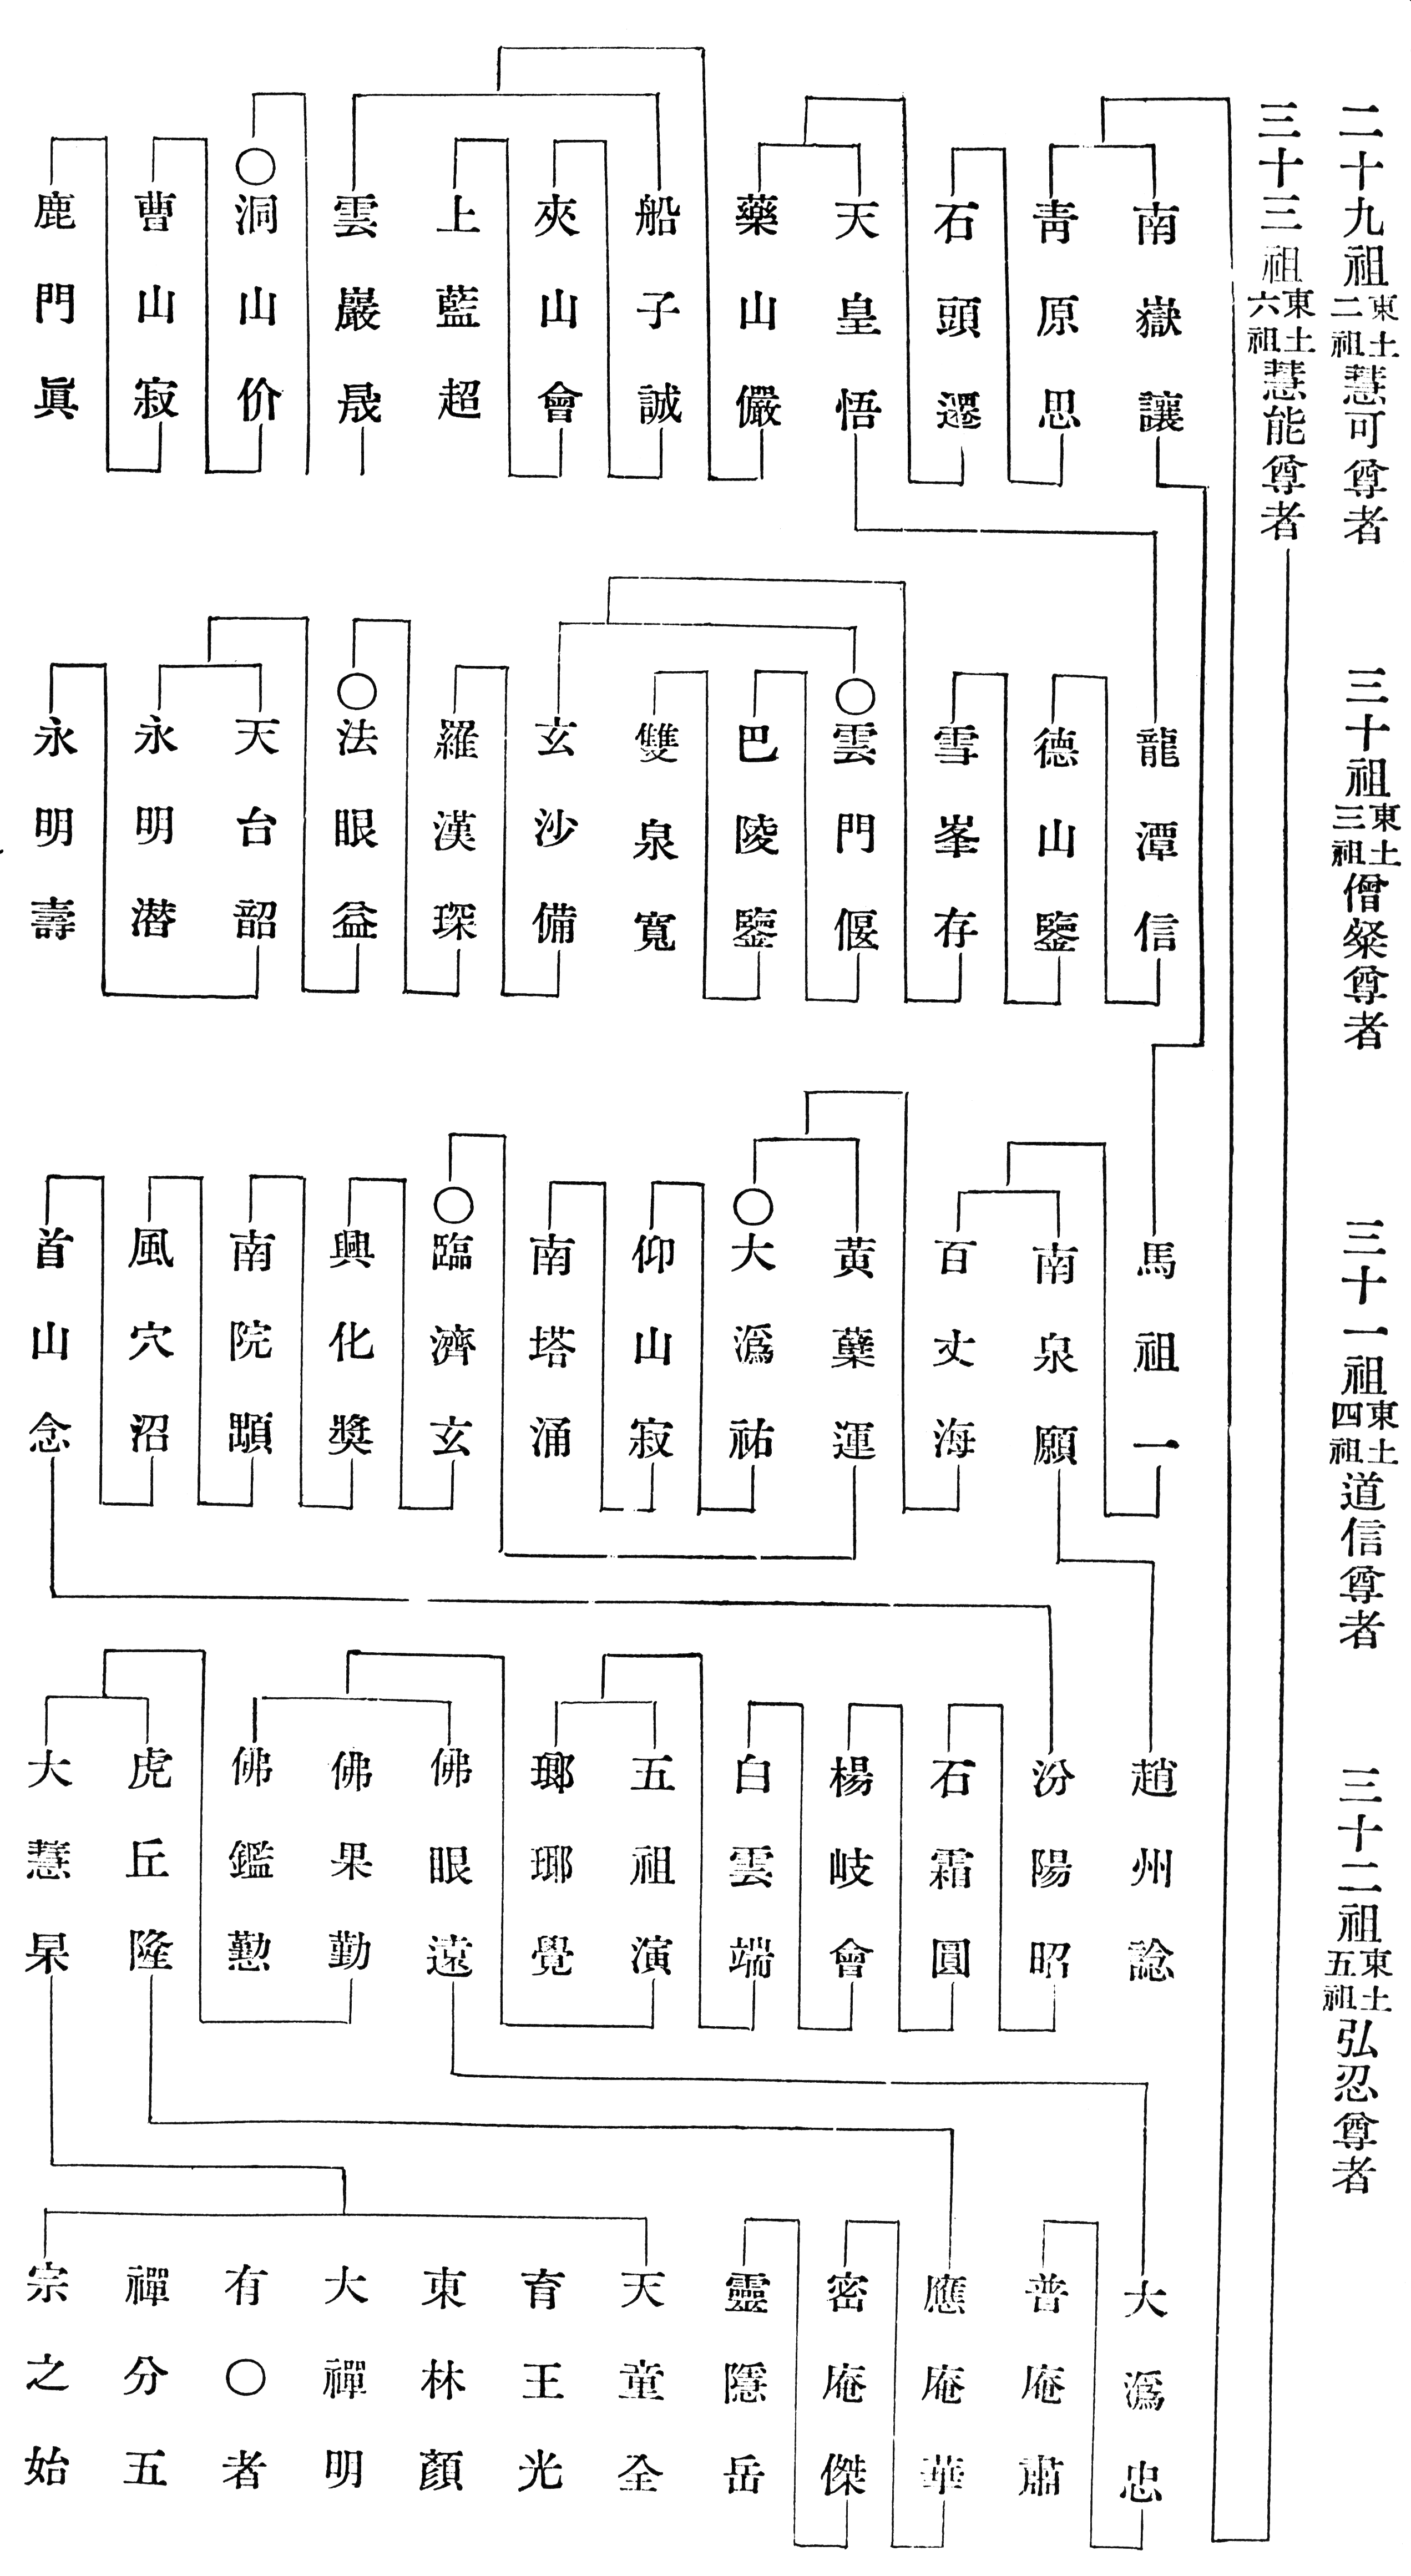 二十九祖東土二祖慧可尊者
三十祖東土三祖僧粲尊者
三十一祖東土四祖道信尊者
三十二祖東土五祖弘忍尊者
三十三祖東土六祖慧能尊者
南嶽讓
青原思
石頭遷
天皇悟
藥山儼
船子誠
夾山會
上藍超
雲巖晟
○洞山价
曹山寂
鹿門眞
龍潭信
德山鑒
雪峯存
○雲門偃
巴陵鑒
雙泉寬
玄沙備
羅漢琛
○法眼益
天台韶
永明潜
永明壽
馬祖一
南泉願
百丈海
黄蘗運
○大潙祐
仰山寂
南塔涌
○臨濟玄
興化奬
南院顒
風穴沼
首山念
趙州諗
汾陽昭
石霜圓
楊岐會
白雲端
五祖演
瑯琊覺
佛眼遠
佛果勤
佛鑑懃
虎丘隆
大慧杲
大潙忠
普庵肅
應庵華
密庵傑
靈隱岳
天童全
育王光
東林顏
大禪明
有○者
禪分五
宗之始